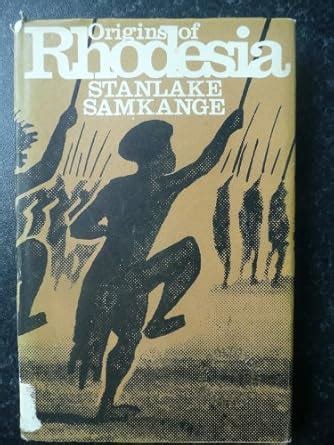 Origins of
Rhodesia
STANLAKE
SAMKANGE